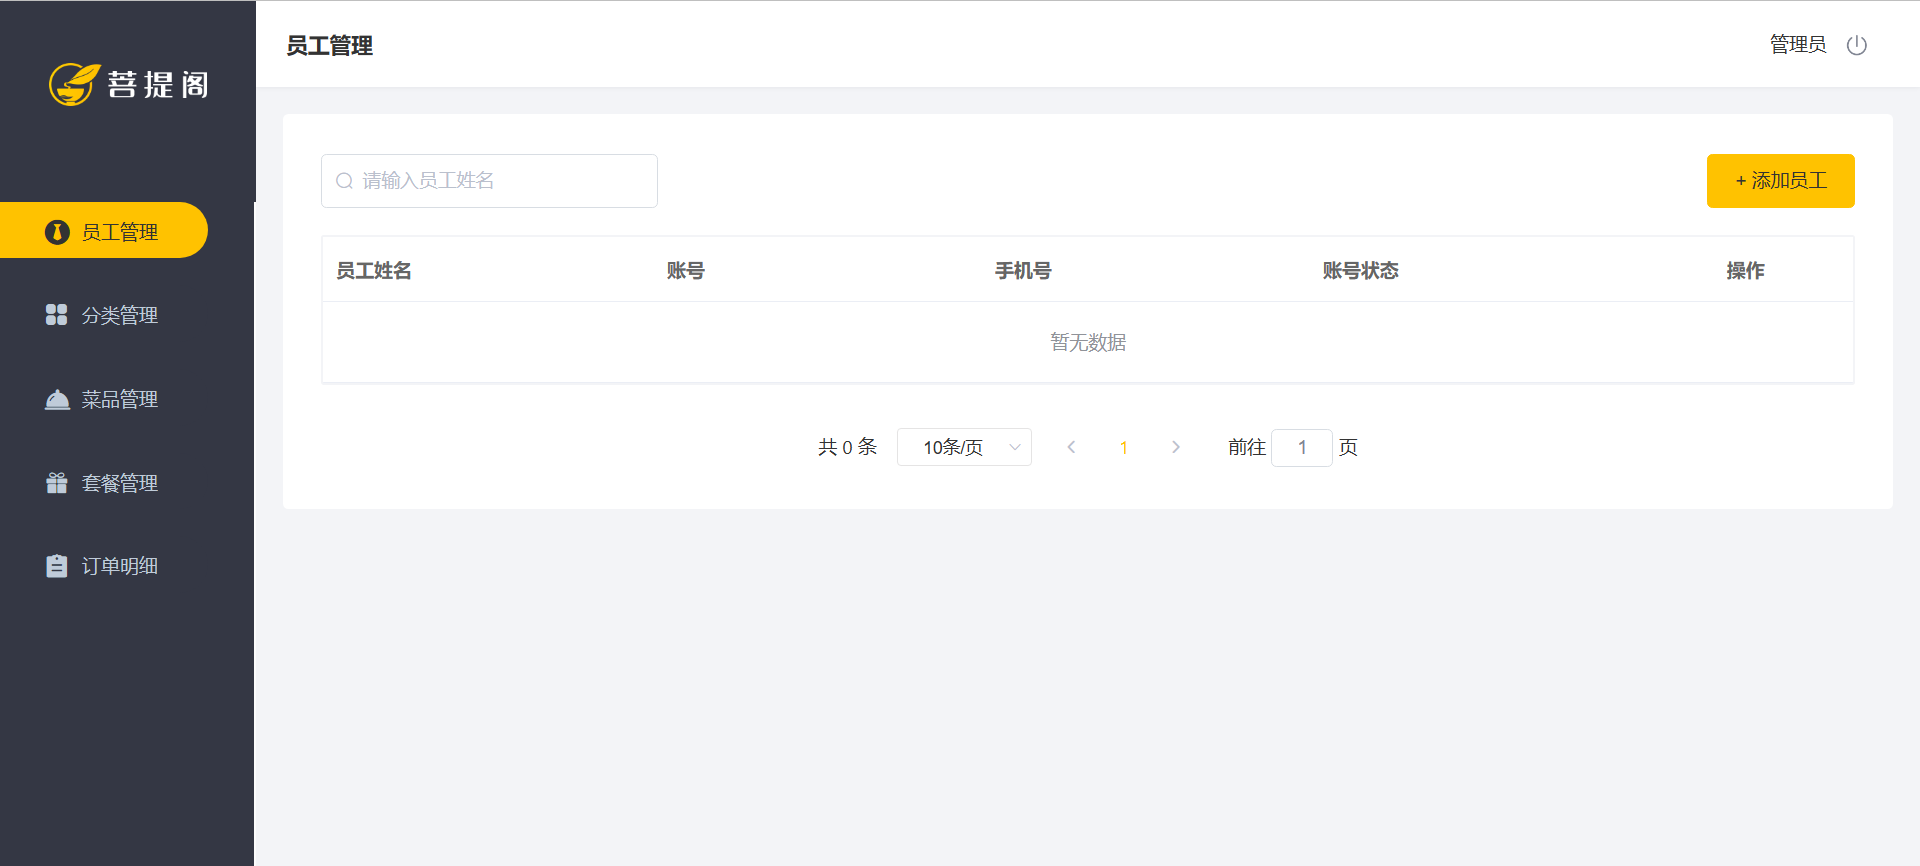 菩提阁
员工管理
分类管理
菜品管理
套餐管理
订单明细
员工管理
管理员
请输入员工姓名
+ 添加员工
员工姓名 账号 手机号 账号状态 操作
暂无数据
共 0 条 10条/页 1 前往 1 页